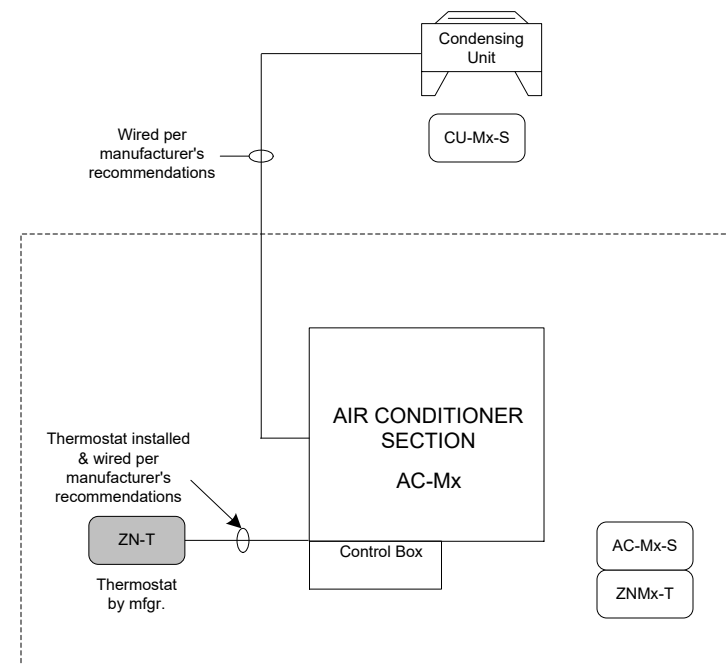 Condensing
Unit
CU-Mx-S
Wired per
manufacturer's
recommendations
AIR CONDITIONER
SECTION
AC-Mx
Thermostat installed
& wired per
manufacturer's
recommendations
ZN-T
Control Box
AC-Mx-S
Thermostat
by mfgr.
ZNMx-T